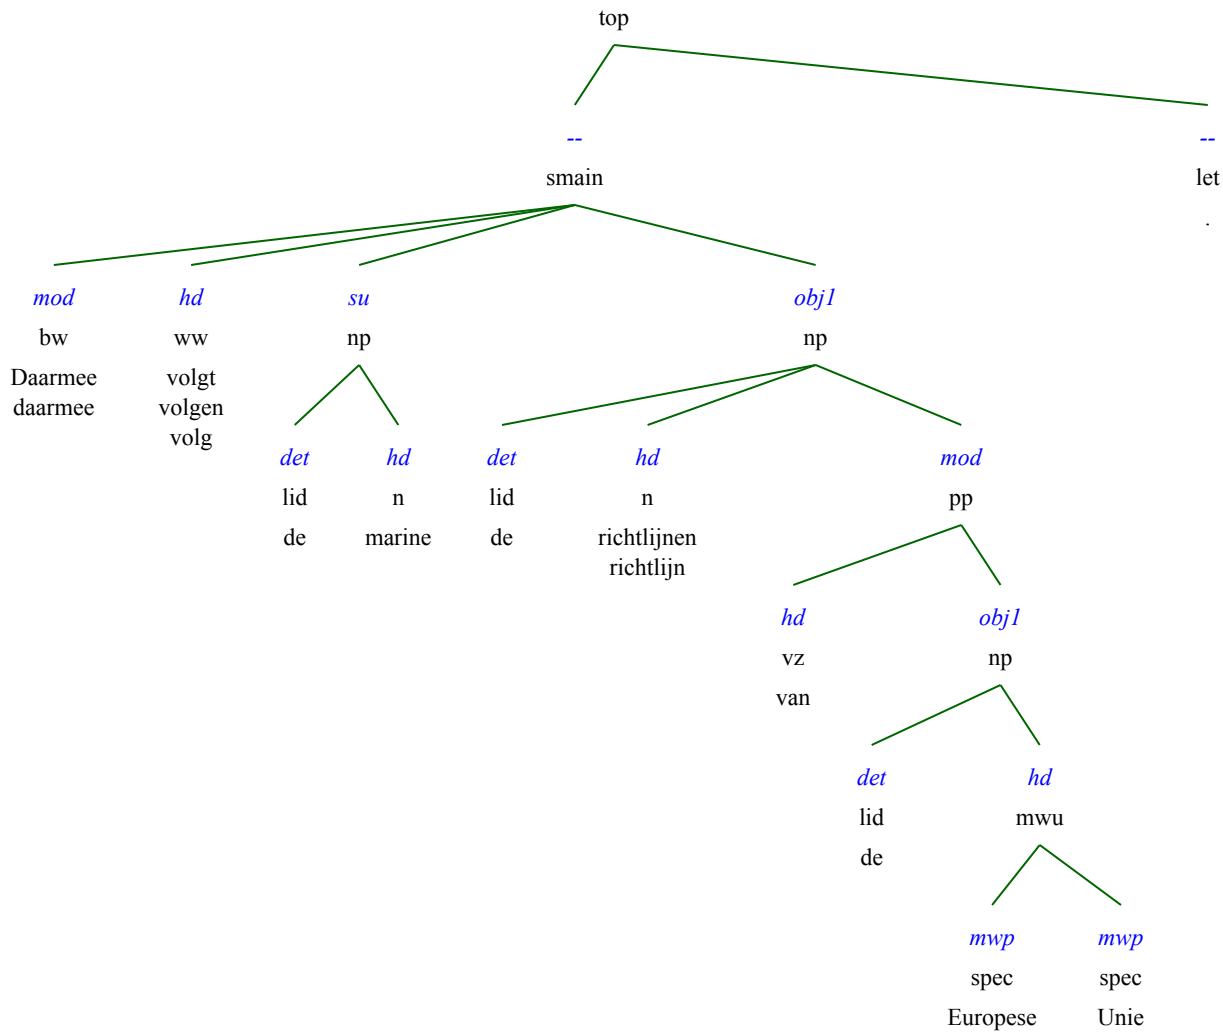 top
-- --
smain let
.
mod hd su obj1
bw ww np np
Daarmee volgt
daarmee volgen
volg
det hd det hd mod
lid n lid n pp
de marine de richtlijnen
richtlijn
hd obj1
vz np
van
det hd
lid mwu
de
mwp mwp
spec spec
Europese Unie